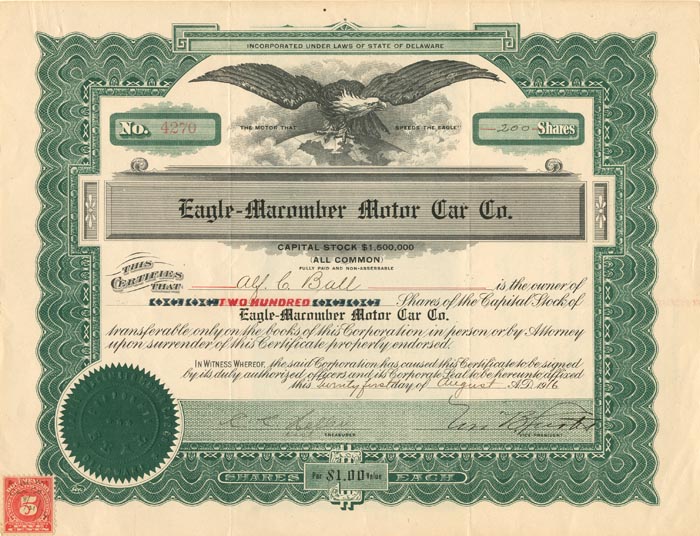 INCORPORATED UNDER LAWS OF STATE OF DELAWARE
No. 4270
"THE MOTOR THAT SPEEDS THE EAGLE"
200 Shares
Eagle-Macomber Motor Car Co.
CAPITAL STOCK $1,500,000
(ALL COMMON)
FULLY PAID AND NON-ASSESSABLE
THIS CERTIFIES THAT Alf. C Ball is the owner of
TWO HUNDRED Shares of the Capital Stock of
Eagle-Macomber Motor Car Co.
transferable only on the books of this Corporation in person or by Attorney
upon surrender of this Certificate properly endorsed.
IN WITNESS WHEREOF, the said Corporation has caused this Certificate to be signed
by its duly authorized officers and its Corporate Seal to be hereunto affixed
this twenty first day of August A.D. 1916
TREASURER
VICE-PRESIDENT
SHARES Par $1.00 Value EACH
5